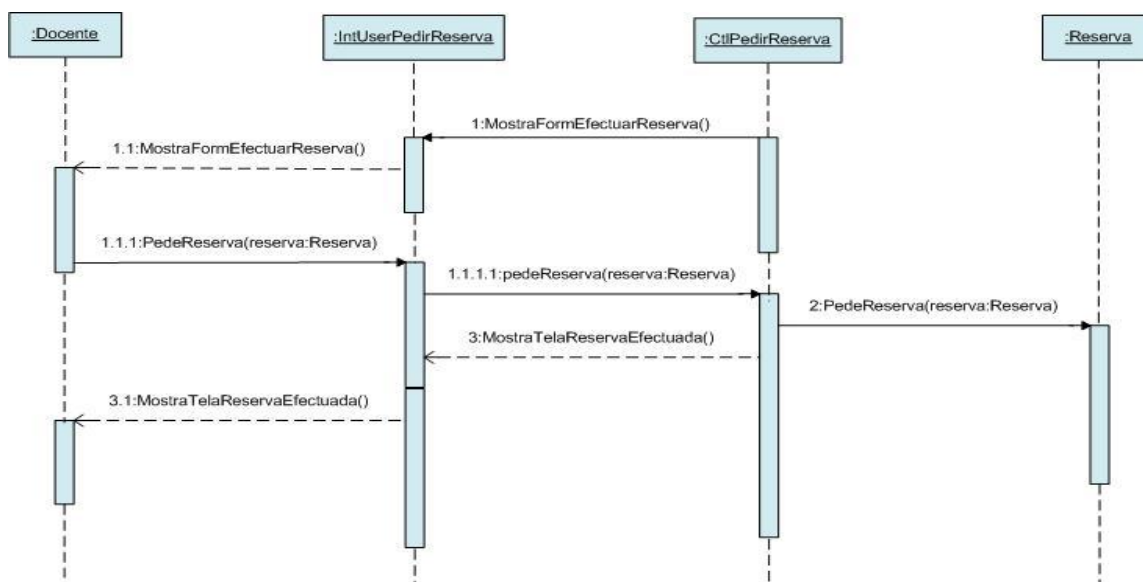 :Docente
:IntUserPedirReserva
:CtlPedirReserva
:Reserva
1:MostraFormEfectuarReserva()
1.1:MostraFormEfectuarReserva()
1.1.1:PedeReserva(reserva:Reserva)
1.1.1.1:pedeReserva(reserva:Reserva)
2:PedeReserva(reserva:Reserva)
3:MostraTelaReservaEfectuada()
3.1:MostraTelaReservaEfectuada()